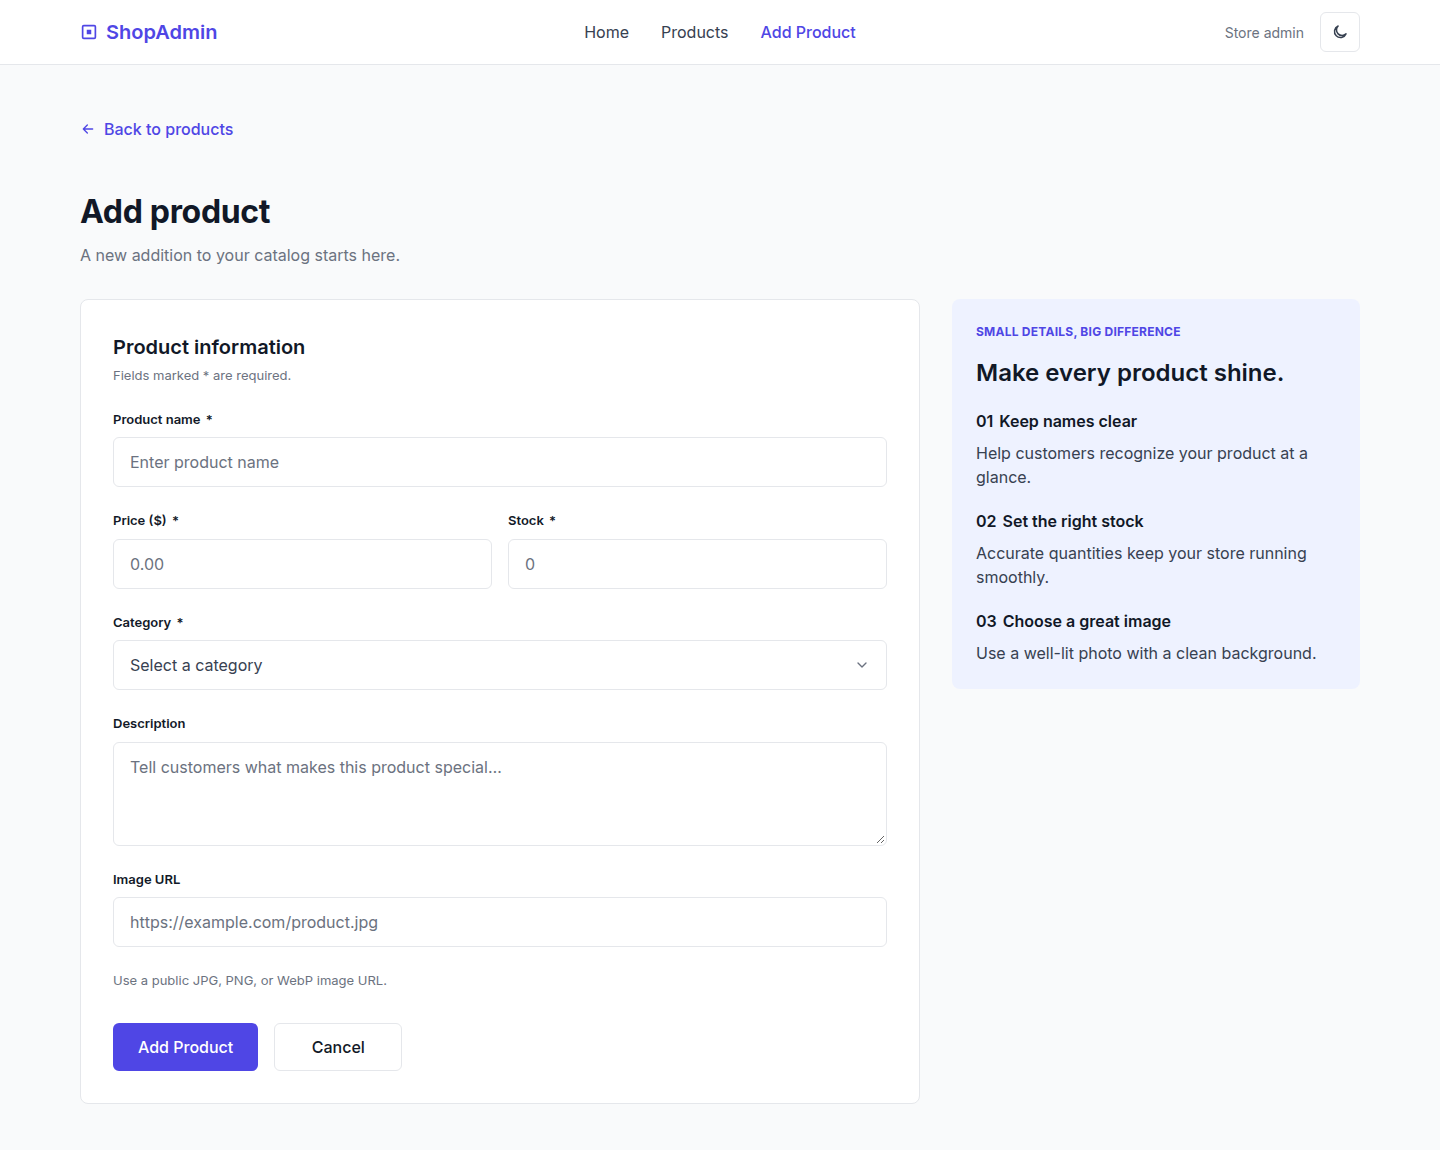 ShopAdmin
Home
Products
Add Product
Store admin
Back to products
Add product
A new addition to your catalog starts here.
Product information
Fields marked * are required.
Product name *
Enter product name
Price ($) *
Stock *
0.00
0
Category *
Select a category
Description
Tell customers what makes this product special...
Image URL
https://example.com/product.jpg
Use a public JPG, PNG, or WebP image URL.
Add Product
Cancel
SMALL DETAILS, BIG DIFFERENCE
Make every product shine.
01 Keep names clear
Help customers recognize your product at a
glance.
02 Set the right stock
Accurate quantities keep your store running
smoothly.
03 Choose a great image
Use a well-lit photo with a clean background.